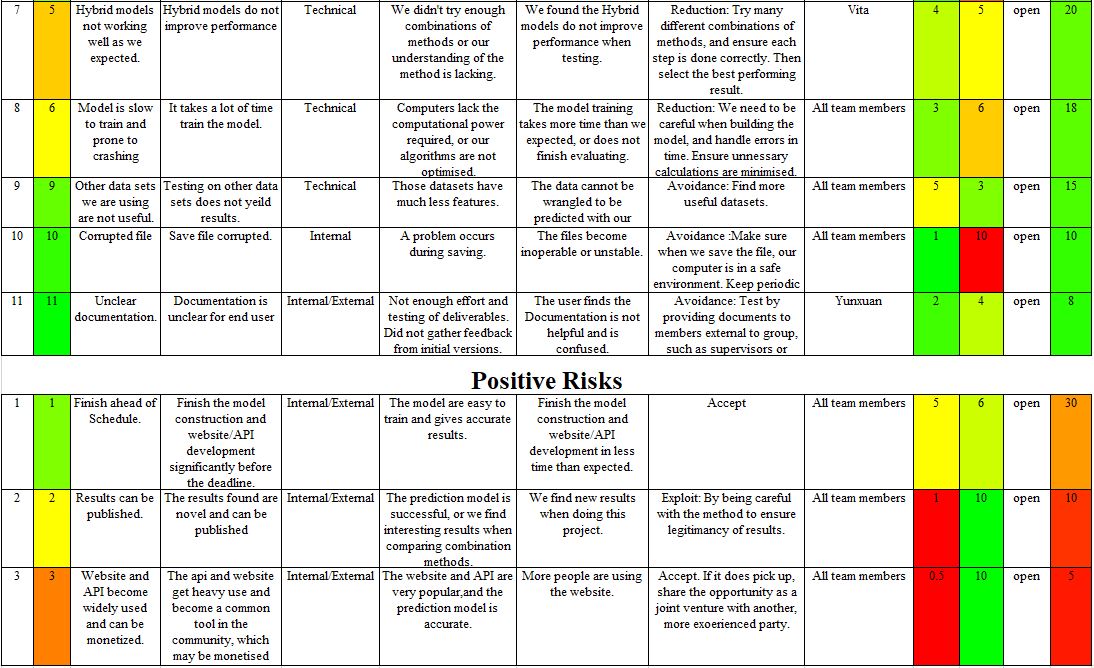 7
5
Hybrid models
not working
well as we
expected.
Hybrid models do not
improve performance
Technical
We didn't try enough
combinations of
methods or our
understanding of the
method is lacking.
We found the Hybrid
models do not improve
performance when
testing.
Reduction: Try many
different combinations of
methods, and ensure each
step is done correctly. Then
select the best performing
result.
Vita
4
5
open
20
8
6
Model is slow
to train and
prone to
crashing
It takes a lot of time
train the model.
Technical
Computers lack the
computational power
required, or our
algorithms are not
optimised.
The model training
takes more time than we
expected, or does not
finish evaluating.
Reduction: We need to be
careful when building the
model, and handle errors in
time. Ensure unnessary
calculations are minimised.
All team members
3
6
open
18
9
9
Other data sets
we are using
are not useful.
Testing on other data
sets does not yeild
results.
Technical
Those datasets have
much less features.
The data cannot be
wrangled to be
predicted with our
Avoidance: Find more
useful datasets.
All team members
5
3
open
15
10
10
Corrupted file
Save file corrupted.
Internal
A problem occurs
during saving.
The files become
inoperable or unstable.
Avoidance :Make sure
when we save the file, our
computer is in a safe
environment. Keep periodic
All team members
1
10
open
10
11
11
Unclear
documentation.
Documentation is
unclear for end user
Internal/External
Not enough effort and
testing of deliverables.
Did not gather feedback
from initial versions.
The user finds the
Documentation is not
helpful and is
confused.
Avoidance: Test by
providing documents to
members external to group,
such as supervisors or
Yunxuan
2
4
open
8
Positive Risks
1
1
Finish ahead of
Schedule.
Finish the model
construction and
website/API
development
significantly before
the deadline.
Internal/External
The model are easy to
train and gives accurate
results.
Finish the model
construction and
website/API
development in less
time than expected.
Accept
All team members
5
6
open
30
2
2
Results can be
published.
The results found are
novel and can be
published
Internal/External
The prediction model is
successful, or we find
interesting results when
comparing combination
methods.
We find new results
when doing this
project.
Exploit: By being careful
with the method to ensure
legitimancy of results.
All team members
1
10
open
10
3
3
Website and
API become
widely used
and can be
monetized.
The api and website
get heavy use and
become a common
tool in the
community, which
may be monetised
Internal/External
The website and API are
very popular,and the
prediction model is
accurate.
More people are using
the website.
Accept. If it does pick up,
share the opportunity as a
joint venture with another,
more exoerienced party.
All team members
0.5
10
open
5